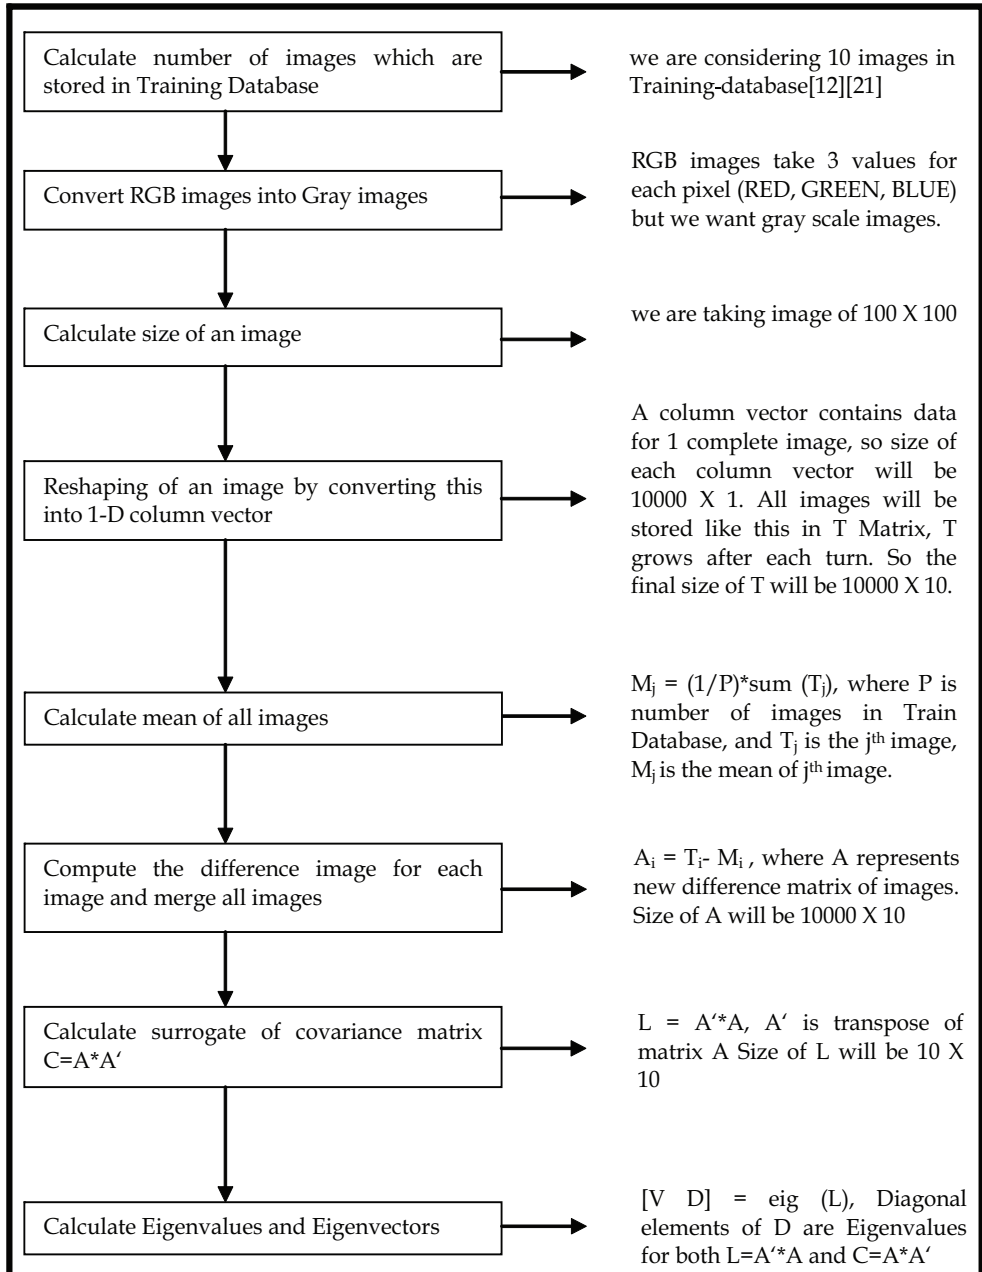 Calculate number of images which are
stored in Training Database
we are considering 10 images in
Training-database[12][21]
Convert RGB images into Gray images
RGB images take 3 values for
each pixel (RED, GREEN, BLUE)
but we want gray scale images.
Calculate size of an image
we are taking image of 100 X 100
Reshaping of an image by converting this
into 1-D column vector
A column vector contains data
for 1 complete image, so size of
each column vector will be
10000 X 1. All images will be
stored like this in T Matrix, T
grows after each turn. So the
final size of T will be 10000 X 10.
Calculate mean of all images
Mj = (1/P)*sum (Tj), where P is
number of images in Train
Database, and Tj is the jth image,
Mj is the mean of jth image.
Compute the difference image for each
image and merge all images
Ai = Ti- Mi , where A represents
new difference matrix of images.
Size of A will be 10000 X 10
Calculate surrogate of covariance matrix
C=A*A‘
L = A‘*A, A‘ is transpose of
matrix A Size of L will be 10 X
10
Calculate Eigenvalues and Eigenvectors
[V D] = eig (L), Diagonal
elements of D are Eigenvalues
for both L=A‘*A and C=A*A‘